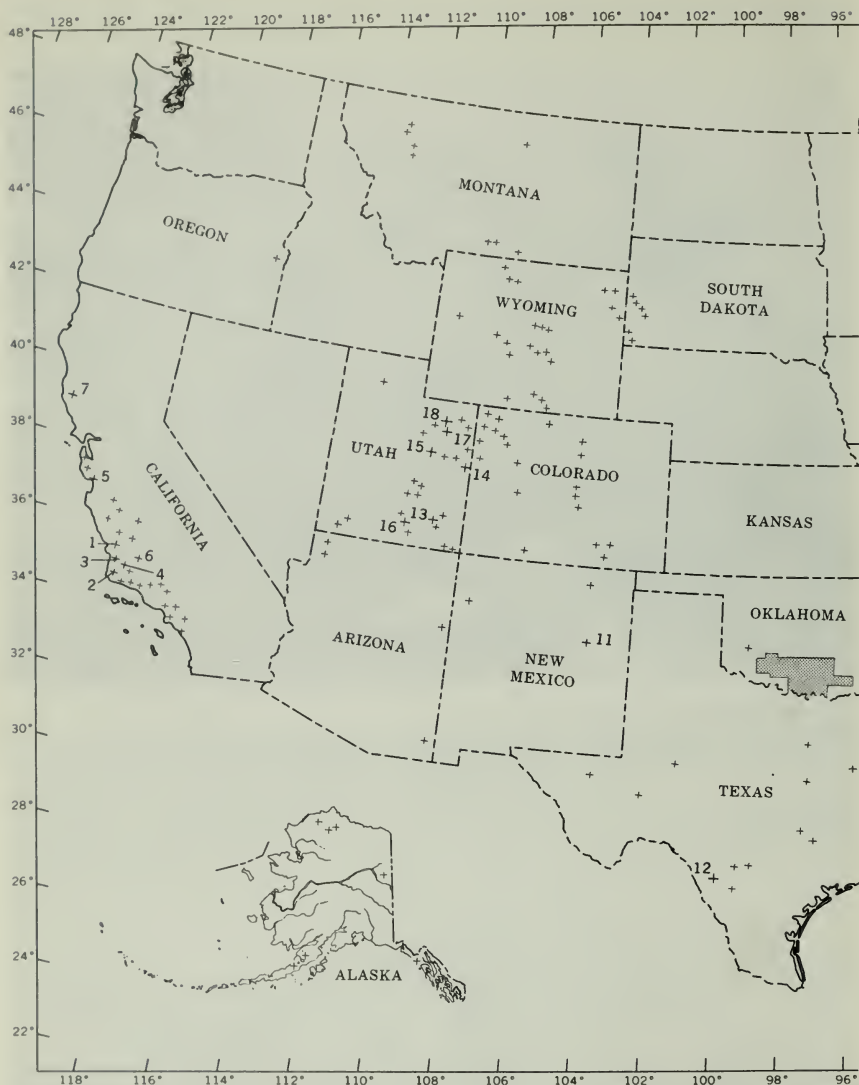 128° 126° 124° 122° 120° 118° 116° 114° 112° 110° 108° 106° 104° 102° 100° 98° 96°
48°
46°
44°
42°
40°
38°
36°
34°
32°
30°
28°
26°
24°
22°
MONTANA
OREGON
WYOMING
SOUTH
DAKOTA
7
18
17
15
UTAH
14
COLORADO
5
CALIFORNIA
KANSAS
13
16
1
3
6
4
2
OKLAHOMA
ARIZONA
11
NEW
MEXICO
TEXAS
12
ALASKA
118° 116° 114° 112° 110° 108° 106° 104° 102° 100° 98° 96°